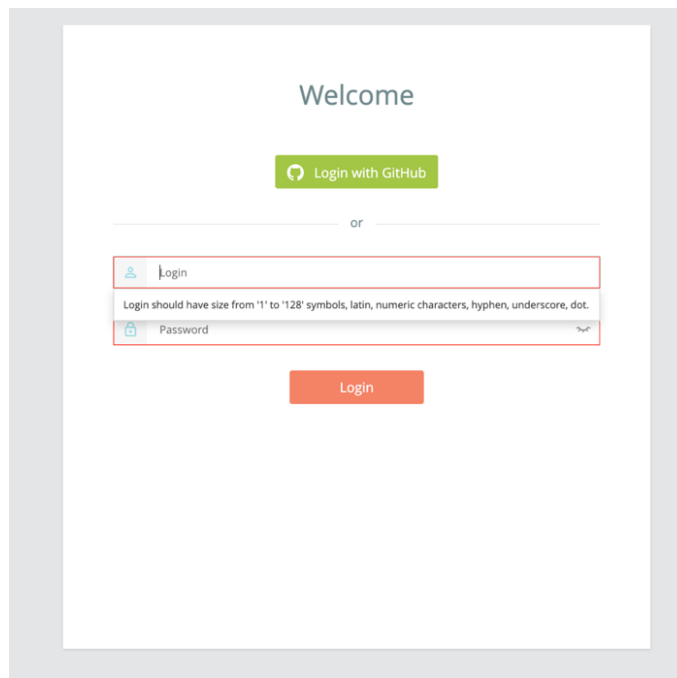 Welcome
Login with GitHub
or
Login
Login should have size from '1' to '128' symbols, latin, numeric characters, hyphen, underscore, dot.
Password
Login